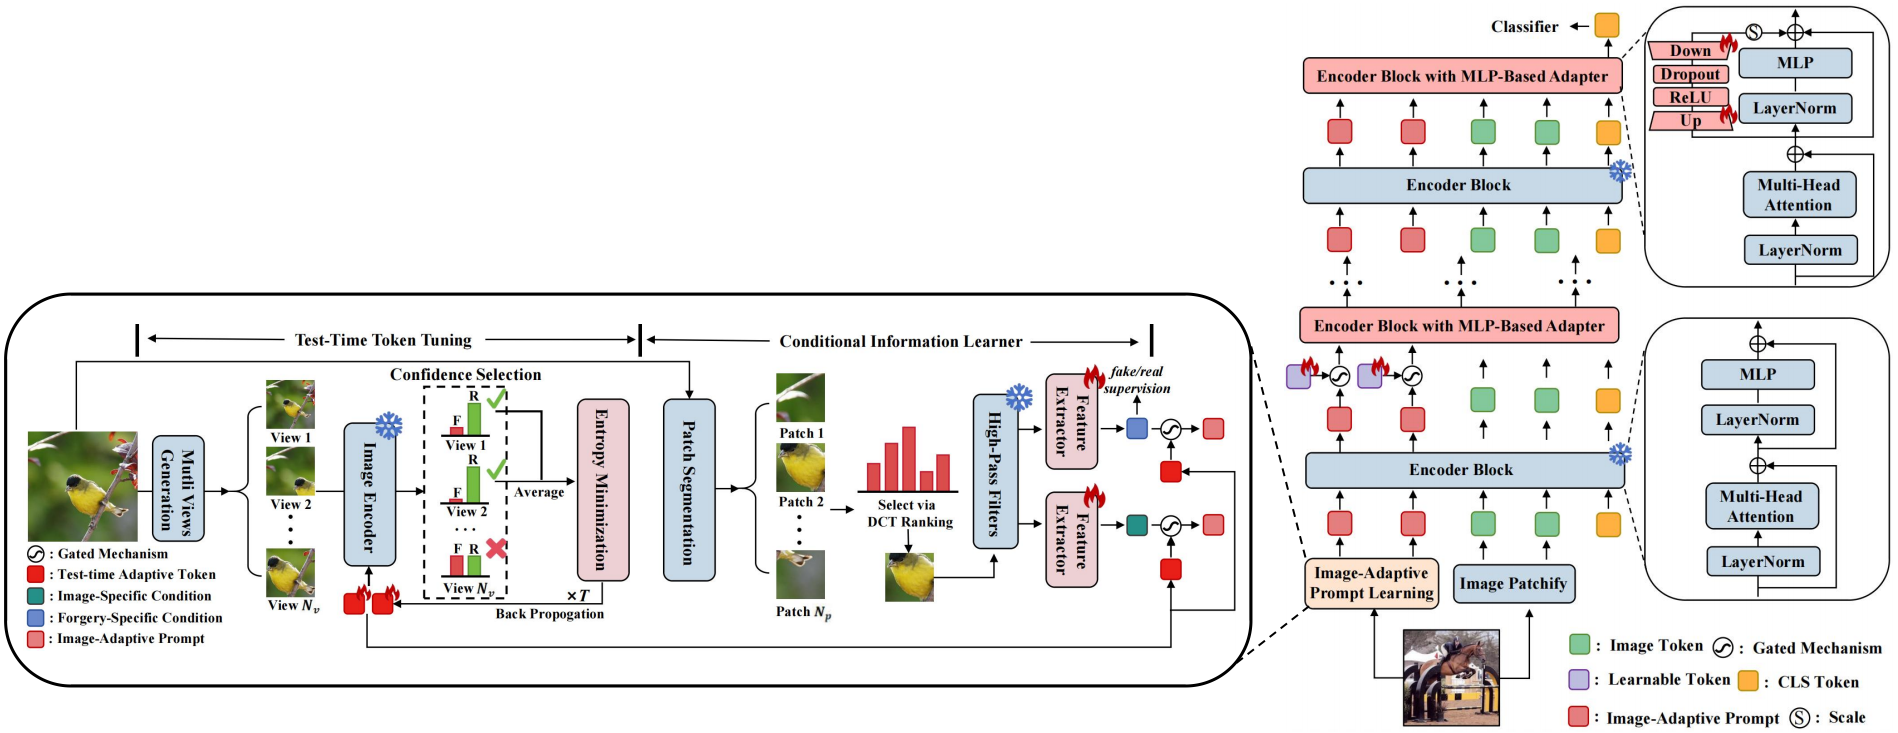 Classifier
Encoder Block with MLP-Based Adapter
Encoder Block
Encoder Block with MLP-Based Adapter
Encoder Block
Image-Adaptive
Prompt Learning
Image Patchify
Down
Dropout
ReLU
Up
S
MLP
LayerNorm
Multi-Head
Attention
LayerNorm
MLP
LayerNorm
Multi-Head
Attention
LayerNorm
: Image Token
: Gated Mechanism
: Learnable Token
: CLS Token
: Image-Adaptive Prompt
S : Scale
Test-Time Token Tuning
Conditional Information Learner
Mutli Views
Generation
View 1
View 2
View Nv
Image Encoder
Confidence Selection
F R
View 1
F R
View 2
...
F R
View Nv
Average
Entropy Minimization
×T
Back Propogation
Patch Segmentation
Patch 1
Patch 2
Patch Np
Select via
DCT Ranking
High-Pass Filters
Feature
Extractor
Feature
Extractor
fake/real
supervision
: Gated Mechanism
: Test-time Adaptive Token
: Image-Specific Condition
: Forgery-Specific Condition
: Image-Adaptive Prompt